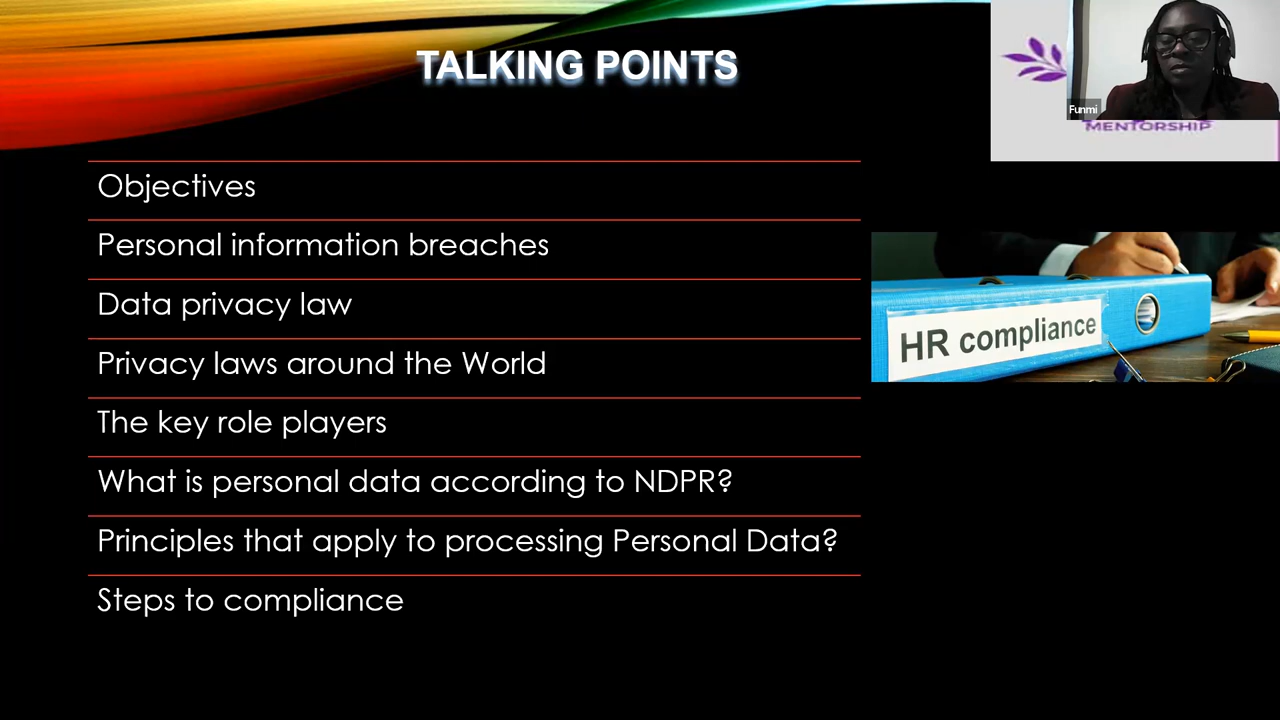 TALKING POINTS
Funmi
MENTORSHIP
Objectives
Personal information breaches
Data privacy law
Privacy laws around the World
The key role players
What is personal data according to NDPR?
Principles that apply to processing Personal Data?
Steps to compliance
HR compliance